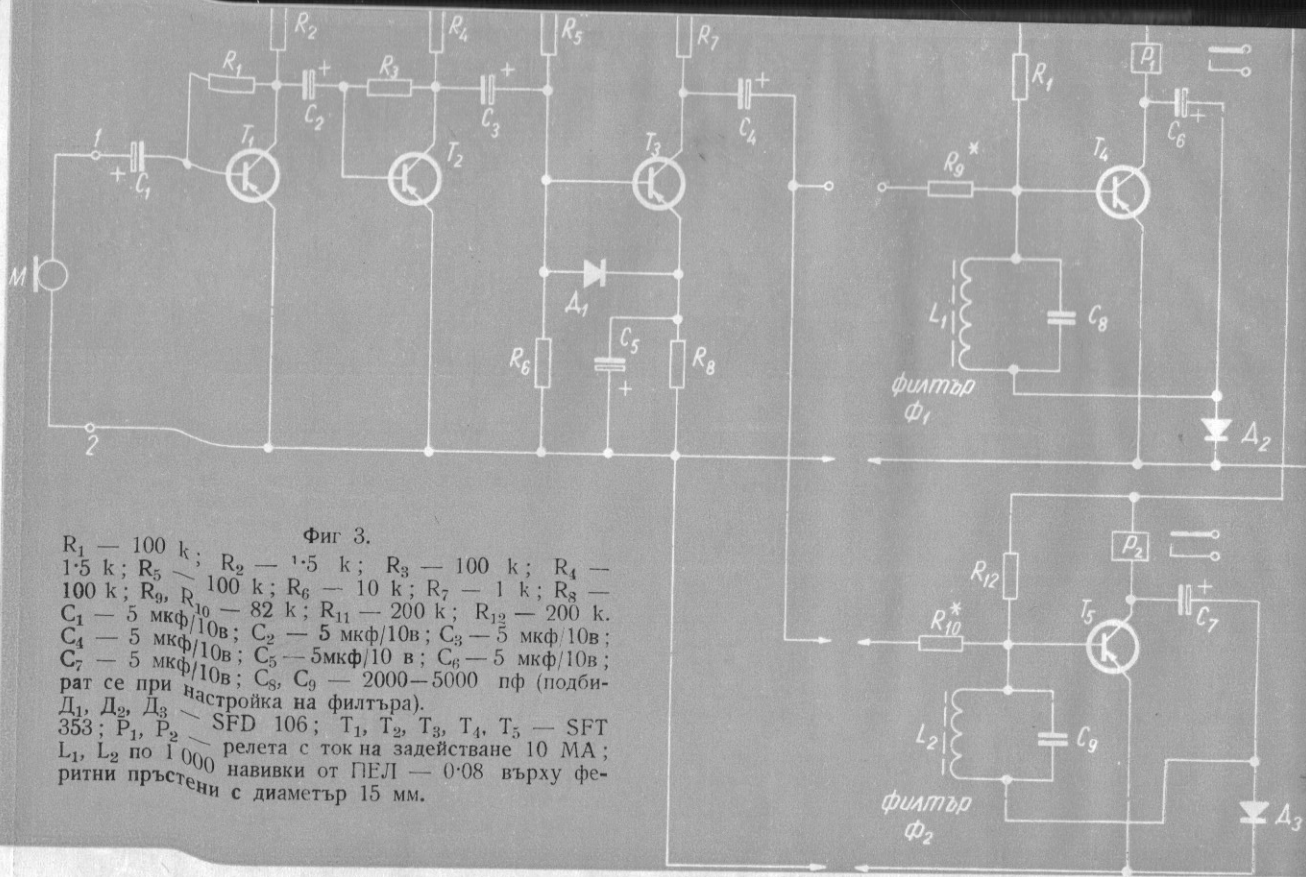 R₂
R₄
R₅
R₇
P₁
R₁
R₃
R₁
C₂
C₃
C₄
C₆
1
C₁
T₁
T₂
T₃
R₉*
T₄
М
Д₁
L₁
C₈
R₆
C₅
R₈
филтър
Ф₁
Д₂
2
Фиг 3.
R₁ — 100 k; R₂ — 1·5 k; R₃ — 100 k; R₄ —
1·5 k; R₅ — 100 k; R₆ — 10 k; R₇ — 1 k; R₈ —
100 k; R₉, R₁₀ — 82 k; R₁₁ — 200 k; R₁₂ — 200 k.
C₁ — 5 мкф/10в; C₂ — 5 мкф/10в; C₃ — 5 мкф/10в;
C₄ — 5 мкф/10в; C₅ — 5мкф/10 в; C₆ — 5 мкф/10в;
C₇ — 5 мкф/10в; C₈, C₉ — 2000—5000 пф (подби-
рат се при настройка на филтъра).
Д₁, Д₂, Д₃ — SFD 106; T₁, T₂, T₃, T₄, T₅ — SFT
353; P₁, P₂ — релета с ток на задействане 10 МА;
L₁, L₂ по 1 000 навивки от ПЕЛ — 0·08 върху фе-
ритни пръстени с диаметър 15 мм.
P₂
R₁₂
R₁₀*
T₅
C₇
L₂
C₉
филтър
Ф₂
Д₃